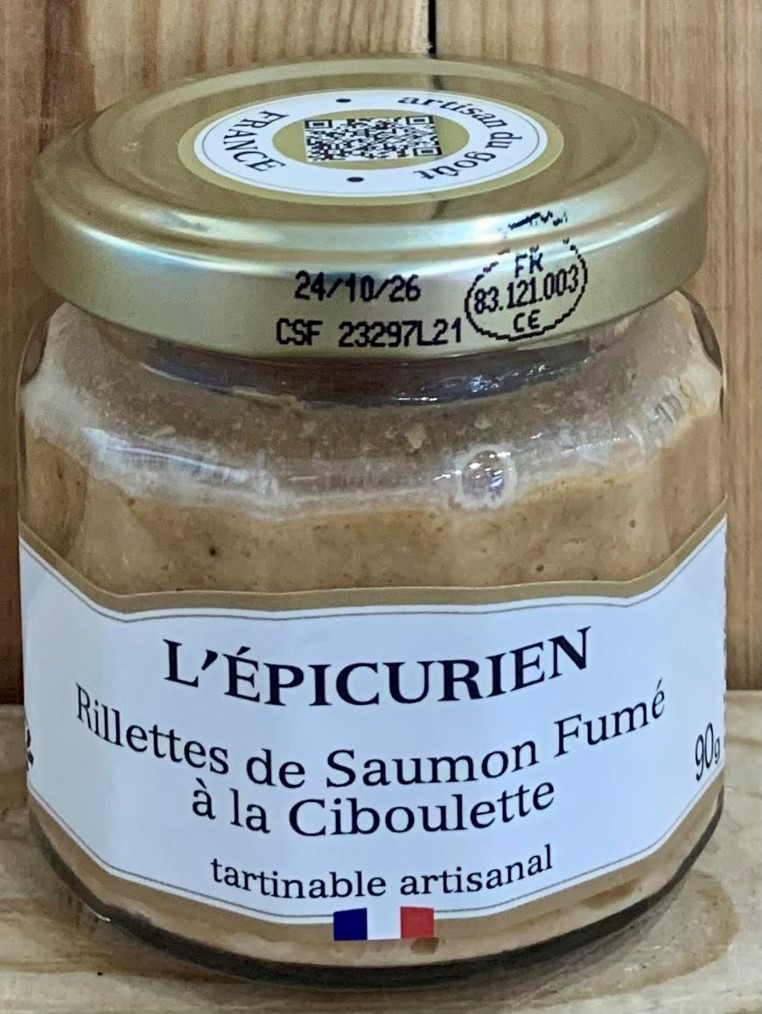 artisan du goût
FRANCE
24/10/26
CSF 23297L21
FR
83.121.003
CE
L'ÉPICURIEN
Rillettes de Saumon Fumé
à la Ciboulette
90g
tartinable artisanal